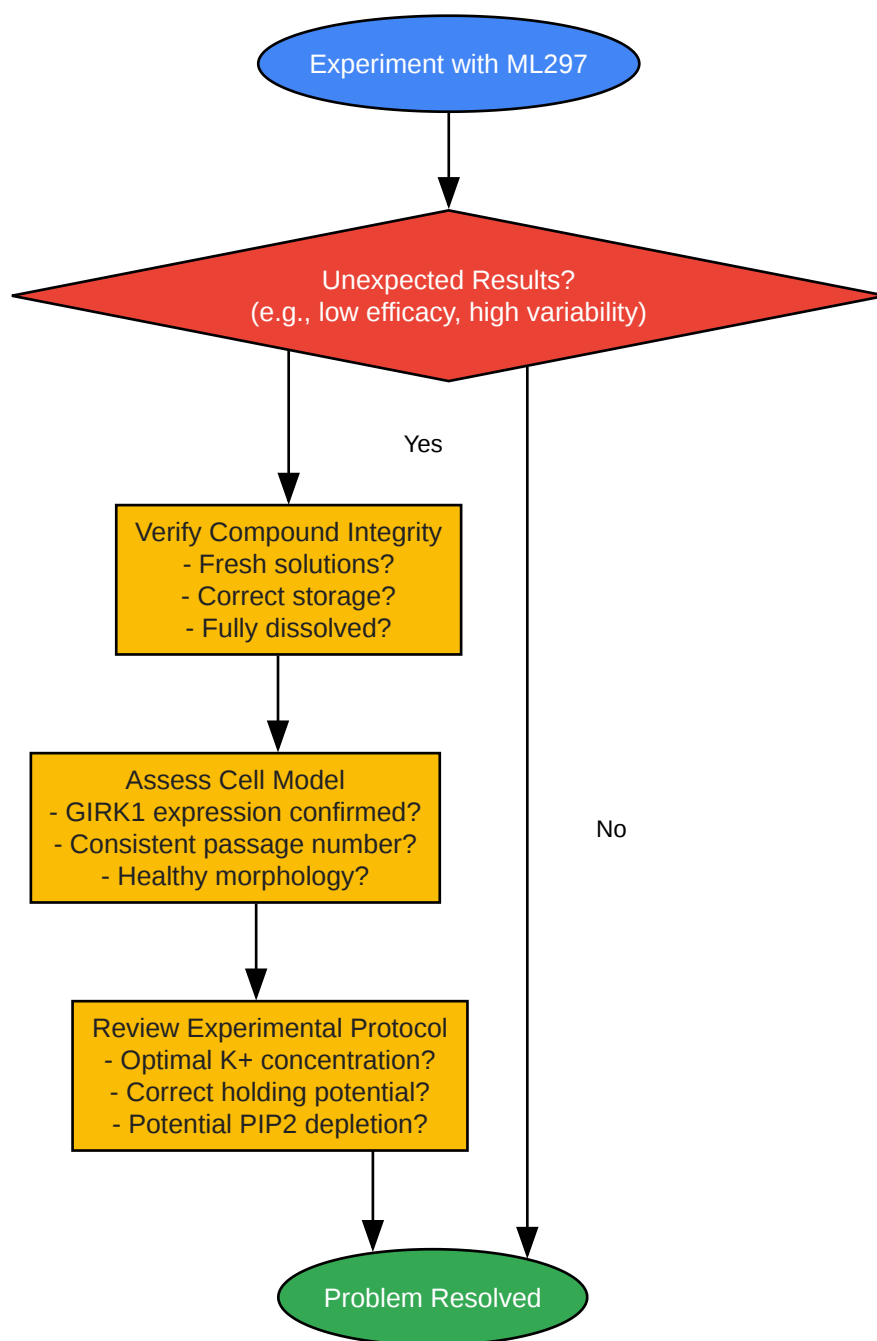 Experiment with ML297
Unexpected Results?
(e.g., low efficacy, high variability)
Yes
Verify Compound Integrity
- Fresh solutions?
- Correct storage?
- Fully dissolved?
Assess Cell Model
- GIRK1 expression confirmed?
- Consistent passage number?
- Healthy morphology?
No
Review Experimental Protocol
- Optimal K+ concentration?
- Correct holding potential?
- Potential PIP2 depletion?
Problem Resolved